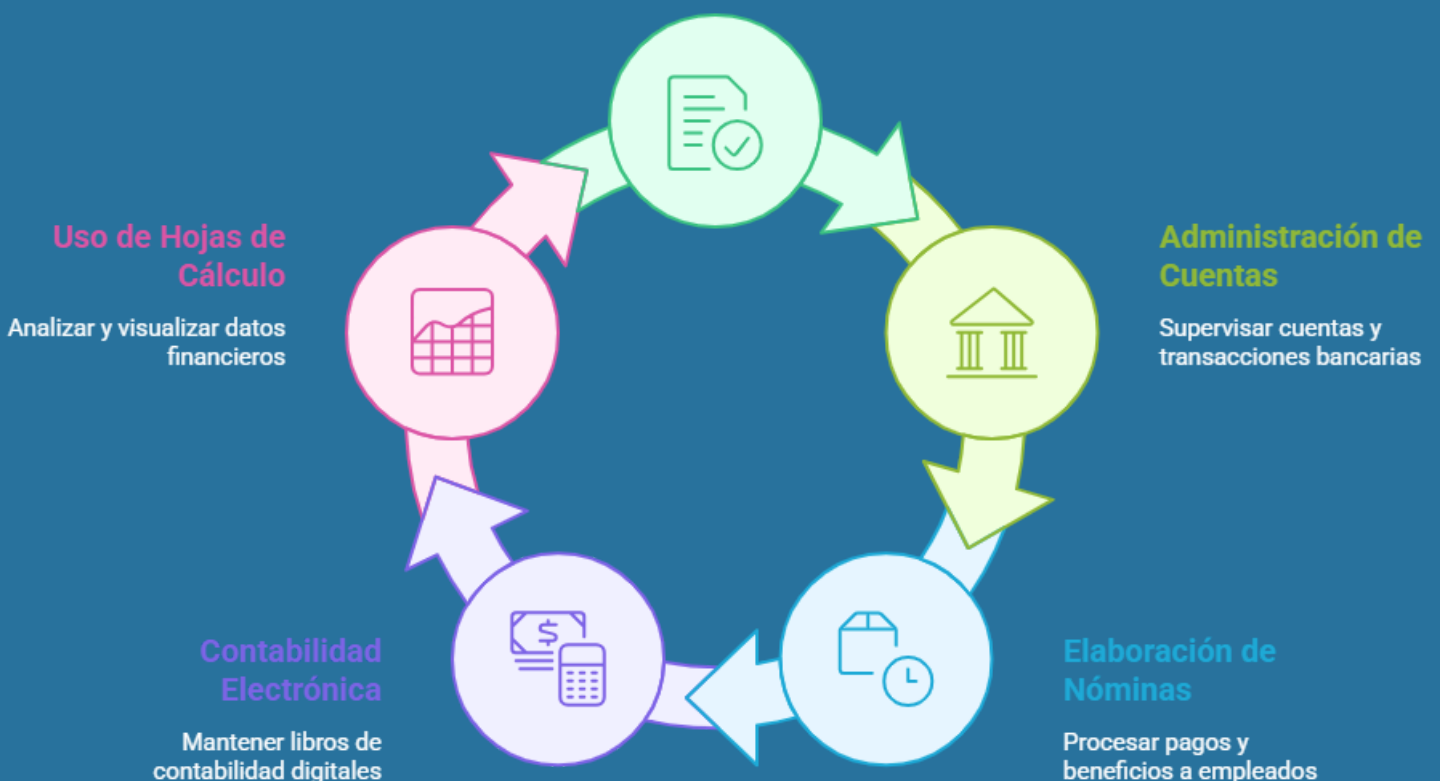 Uso de Hojas de
Cálculo
Analizar y visualizar datos
financieros
Administración de
Cuentas
Supervisar cuentas y
transacciones bancarias
$
Contabilidad
Electrónica
Mantener libros de
contabilidad digitales
Elaboración de
Nóminas
Procesar pagos y
beneficios a empleados